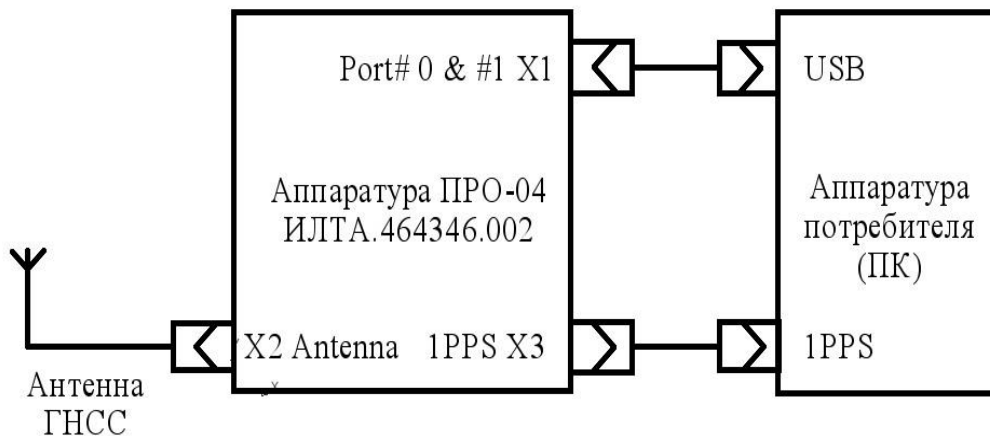 Port# 0 & #1 X1
USB
Аппаратура ПРО-04
ИЛТА.464346.002
Аппаратура
потребителя
(ПК)
X2 Antenna
1PPS X3
1PPS
Антенна
ГНСС